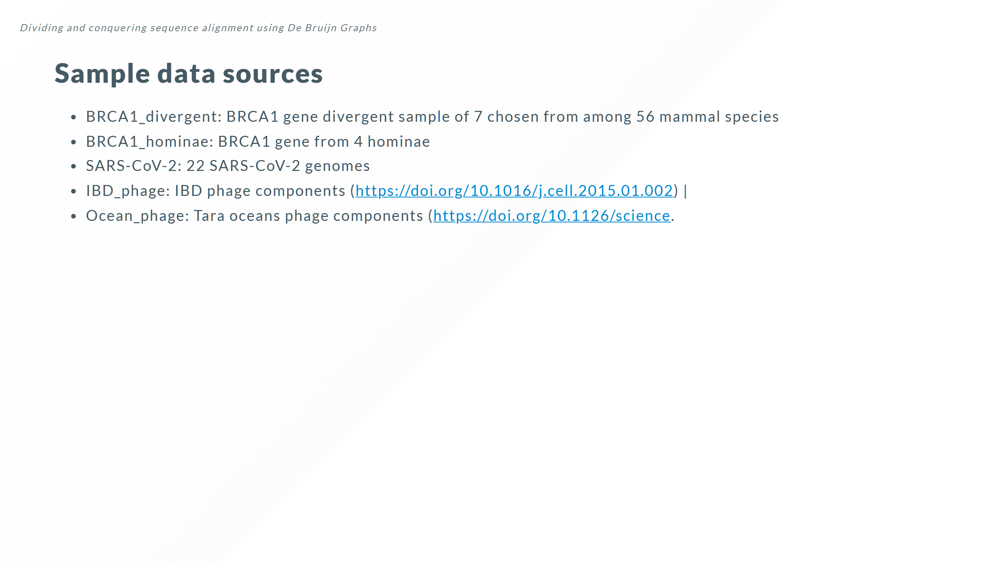 Dividing and conquering sequence alignment using De Bruijn Graphs
Sample data sources
• BRCA1_divergent: BRCA1 gene divergent sample of 7 chosen from among 56 mammal species
• BRCA1_hominae: BRCA1 gene from 4 hominae
• SARS-CoV-2: 22 SARS-CoV-2 genomes
• IBD_phage: IBD phage components (https://doi.org/10.1016/j.cell.2015.01.002) |
• Ocean_phage: Tara oceans phage components (https://doi.org/10.1126/science.